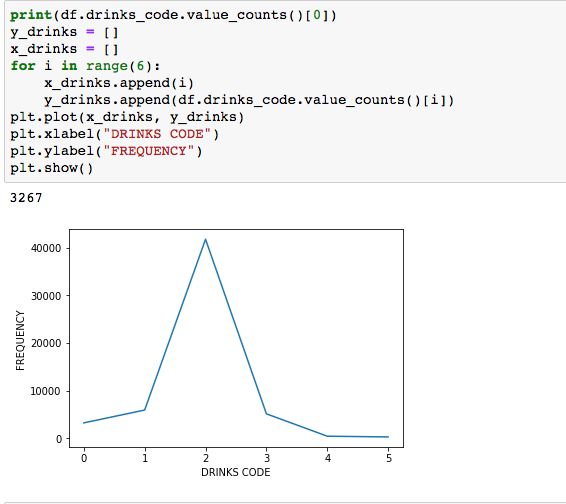 print(df.drinks_code.value_counts()[0])
y_drinks = []
x_drinks = []
for i in range(6):
    x_drinks.append(i)
    y_drinks.append(df.drinks_code.value_counts()[i])
plt.plot(x_drinks, y_drinks)
plt.xlabel("DRINKS CODE")
plt.ylabel("FREQUENCY")
plt.show()
3267
40000
30000
20000
10000
0
FREQUENCY
0 1 2 3 4 5
DRINKS CODE